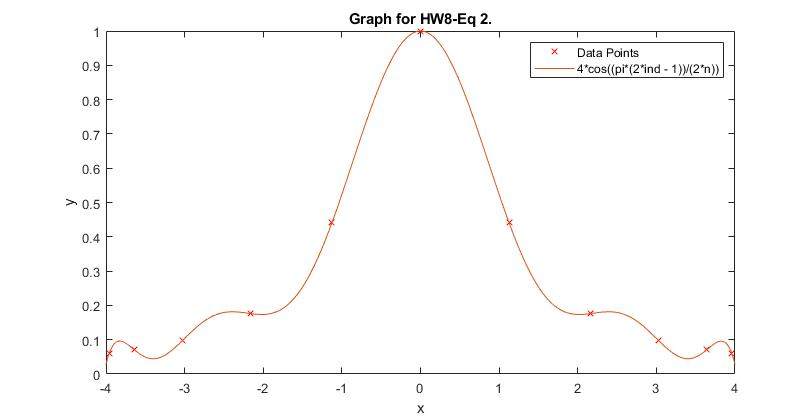 Graph for HW8-Eq 2.
Data Points
4*cos((pi*(2*ind - 1))/(2*n))
1
0.9
0.8
0.7
0.6
0.5
0.4
0.3
0.2
0.1
0
y
-4 -3 -2 -1 0 1 2 3 4
x